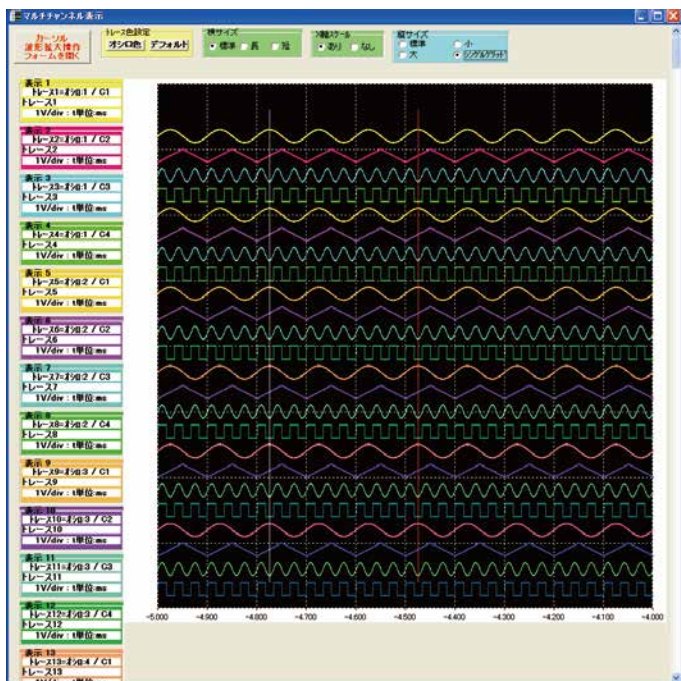 マルチチャンネル表示
カーソル
波形拡大操作
フォームを開く
トレース色設定
オシロ色 デフォルト
横サイズ
標準 長 短
X軸スケール
あり なし
縦サイズ
標準 小
大 シングルグラット
表示 1
トレース1=オシロ:1 / C1
トレース1
1V/div : t単位:ms
表示 2
トレース2=オシロ:1 / C2
トレース2
1V/div : t単位:ms
表示 3
トレース3=オシロ:1 / C3
トレース3
1V/div : t単位:ms
表示 4
トレース4=オシロ:1 / C4
トレース4
1V/div : t単位:ms
表示 5
トレース5=オシロ:2 / C1
トレース5
1V/div : t単位:ms
表示 6
トレース6=オシロ:2 / C2
トレース6
1V/div : t単位:ms
表示 7
トレース7=オシロ:2 / C3
トレース7
1V/div : t単位:ms
表示 8
トレース8=オシロ:2 / C4
トレース8
1V/div : t単位:ms
表示 9
トレース9=オシロ:3 / C1
トレース9
1V/div : t単位:ms
表示 10
トレース10=オシロ:3 / C2
トレース10
1V/div : t単位:ms
表示 11
トレース11=オシロ:3 / C3
トレース11
1V/div : t単位:ms
表示 12
トレース12=オシロ:3 / C4
トレース12
1V/div : t単位:ms
表示 13
トレース13=オシロ:4 / C1
トレース13
-5.000 -4.900 -4.800 -4.700 -4.600 -4.500 -4.400 -4.300 -4.200 -4.100 -4.000